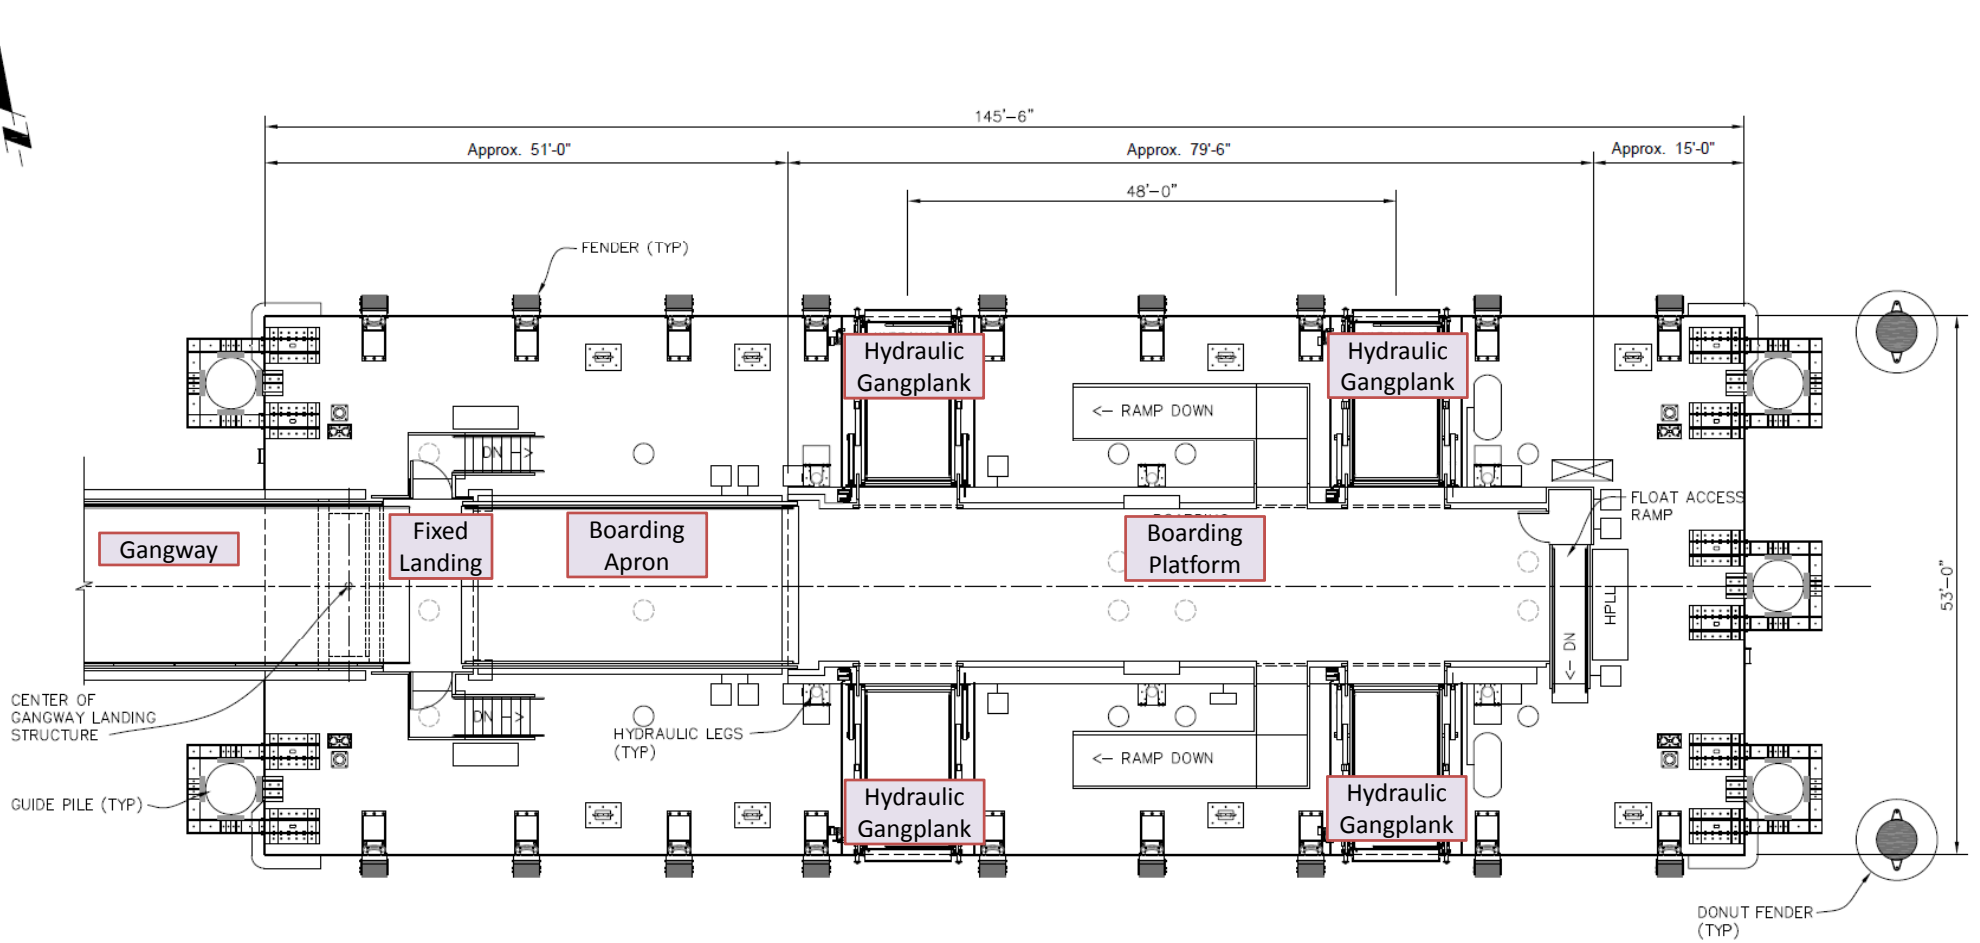 145'-6"
Approx. 51'-0"
Approx. 79'-6"
Approx. 15'-0"
48'-0"
FENDER (TYP)
Hydraulic
Gangplank
Hydraulic
Gangplank
<- RAMP DOWN
DN ->
FLOAT ACCESS
RAMP
Gangway
Fixed
Landing
Boarding
Apron
Boarding
Platform
53'-0"
HPLL
<- DN
CENTER OF
GANGWAY LANDING
STRUCTURE
DN ->
HYDRAULIC LEGS
(TYP)
<- RAMP DOWN
GUIDE PILE (TYP)
Hydraulic
Gangplank
Hydraulic
Gangplank
DONUT FENDER
(TYP)